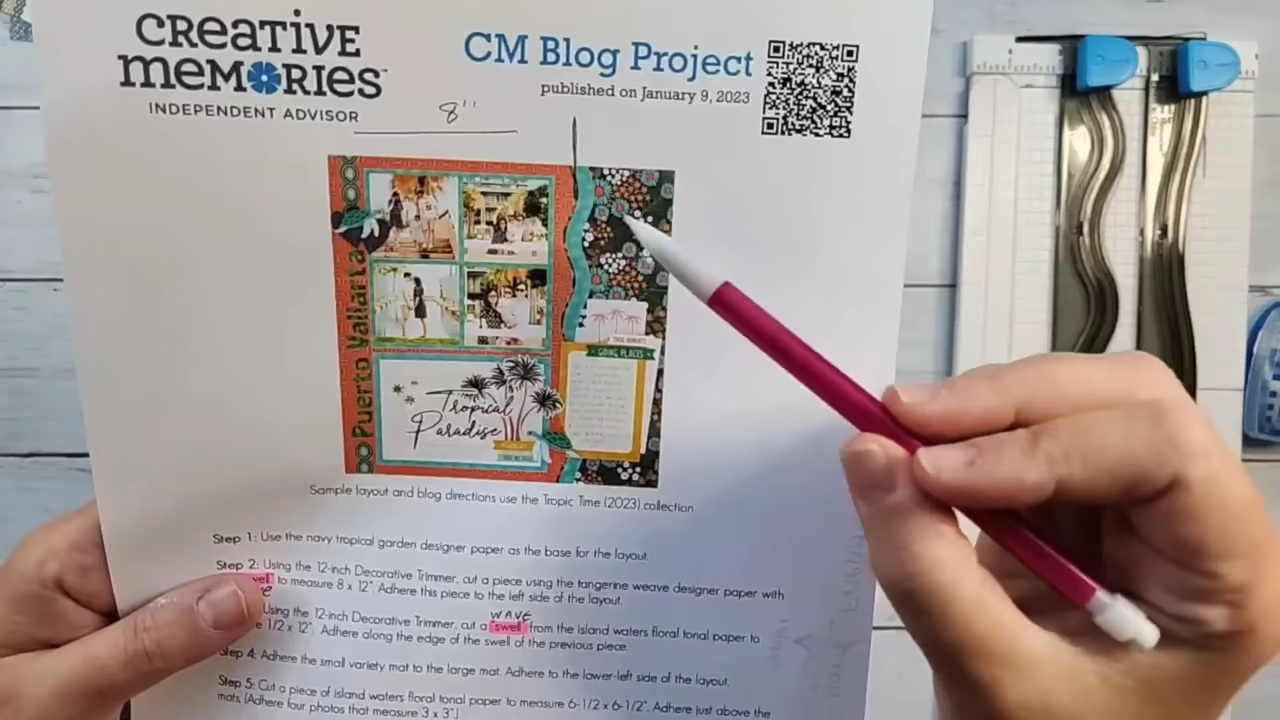 CREATIVE
MEMORIES™
INDEPENDENT ADVISOR
CM Blog Project
published on January 9, 2023
8"
Puerto Vallarta
GOING PLACES
Tropical
Paradise
Sample layout and blog directions use the Tropic Time (2023) collection
Step 1: Use the navy tropical garden designer paper as the base for the layout.
Step 2: Using the 12-inch Decorative Trimmer, cut a piece using the tangerine weave designer paper with
to measure 8 x 12". Adhere this piece to the left side of the layout.
WAVE
Using the 12-inch Decorative Trimmer, cut a "swell" from the island waters floral tonal paper to
1/2 x 12". Adhere along the edge of the swell of the previous piece.
Step 4: Adhere the small variety mat to the large mat. Adhere to the lower-left side of the layout.
Step 5: Cut a piece of island waters floral tonal paper to measure 6-1/2 x 6-1/2". Adhere just above the
mats. (Adhere four photos that measure 3 x 3".)